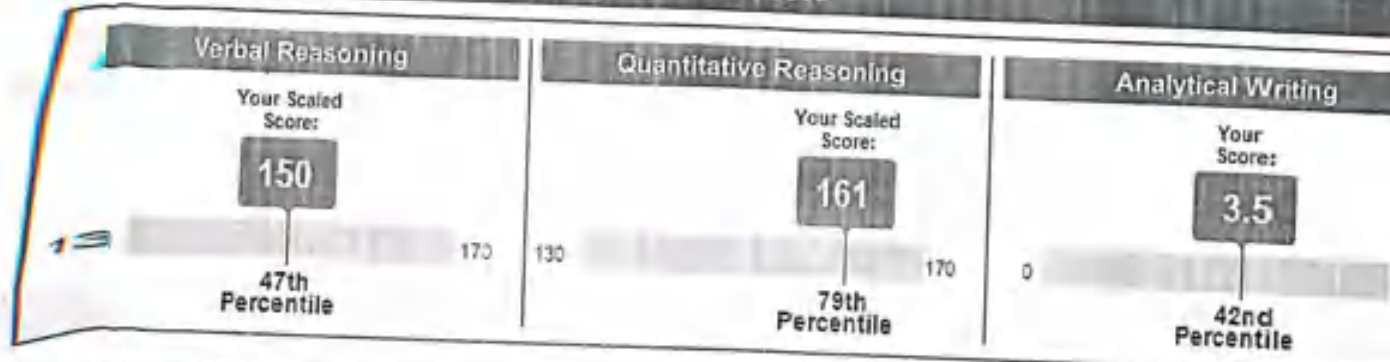 Verbal Reasoning
Your Scaled
Score:
150
170
47th
Percentile
Quantitative Reasoning
Your Scaled
Score:
161
130
170
79th
Percentile
Analytical Writing
Your
Score:
3.5
0
42nd
Percentile